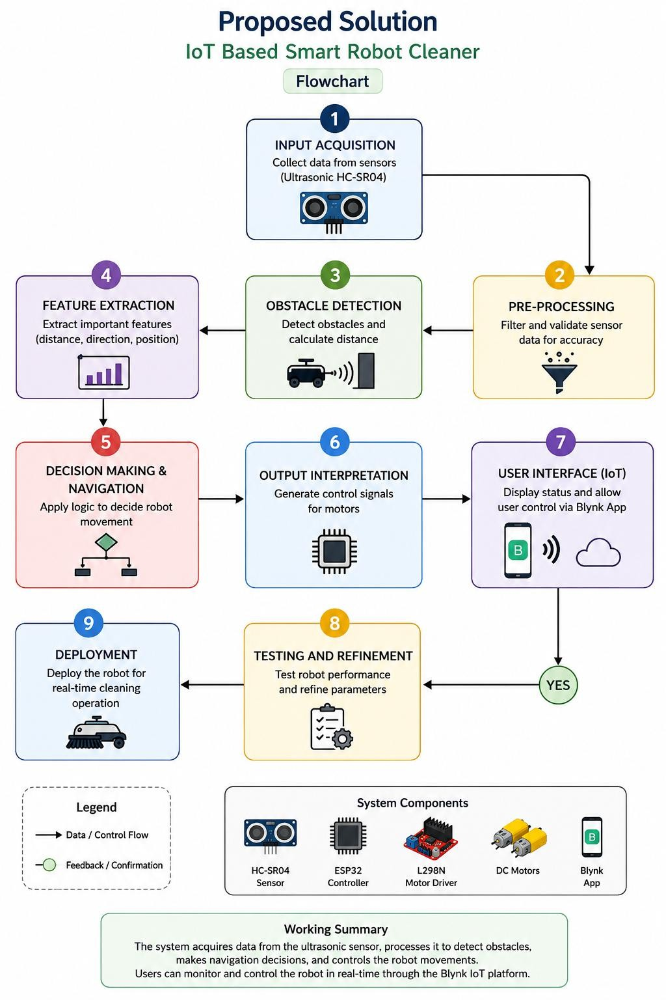 Proposed Solution
IoT Based Smart Robot Cleaner
Flowchart
1
INPUT ACQUISITION
Collect data from sensors
(Ultrasonic HC-SR04)
2
PRE-PROCESSING
Filter and validate sensor
data for accuracy
3
OBSTACLE DETECTION
Detect obstacles and
calculate distance
4
FEATURE EXTRACTION
Extract important features
(distance, direction, position)
5
DECISION MAKING &
NAVIGATION
Apply logic to decide robot
movement
6
OUTPUT INTERPRETATION
Generate control signals
for motors
7
USER INTERFACE (IoT)
Display status and allow
user control via Blynk App
B
YES
8
TESTING AND REFINEMENT
Test robot performance
and refine parameters
9
DEPLOYMENT
Deploy the robot for
real-time cleaning
operation
Legend
Data / Control Flow
Feedback / Confirmation
System Components
HC-SR04
Sensor
ESP32
Controller
L298N
Motor Driver
DC Motors
B
Blynk
App
Working Summary
The system acquires data from the ultrasonic sensor, processes it to detect obstacles,
makes navigation decisions, and controls the robot movements.
Users can monitor and control the robot in real-time through the Blynk IoT platform.